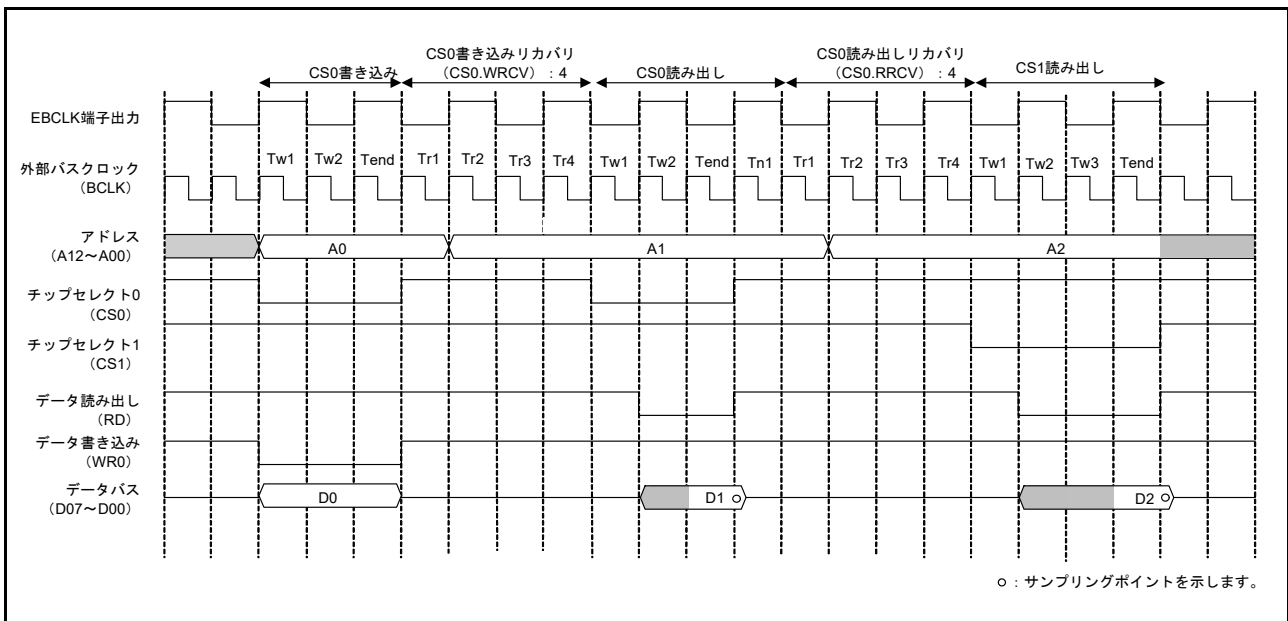 CS0書き込み
CS0書き込みリカバリ
（CS0.WRCV）：4
CS0読み出し
CS0読み出しリカバリ
（CS0.RRCV）：4
CS1読み出し
EBCLK端子出力
外部バスクロック
（BCLK）
Tw1 Tw2 Tend Tr1 Tr2 Tr3 Tr4 Tw1 Tw2 Tend Tn1 Tr1 Tr2 Tr3 Tr4 Tw1 Tw2 Tw3 Tend
アドレス
（A12～A00）
A0 A1 A2
チップセレクト0
（CS0）
チップセレクト1
（CS1）
データ読み出し
（RD）
データ書き込み
（WR0）
データバス
（D07～D00）
D0 D1 D2
○：サンプリングポイントを示します。